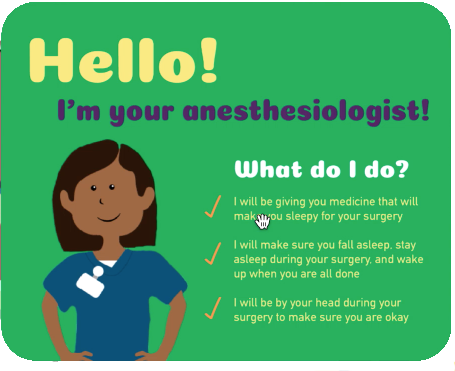 Hello!
I'm your anesthesiologist!
What do I do?
I will be giving you medicine that will
make you sleepy for your surgery
I will make sure you fall asleep, stay
asleep during your surgery, and wake
up when you are all done
I will be by your head during your
surgery to make sure you are okay